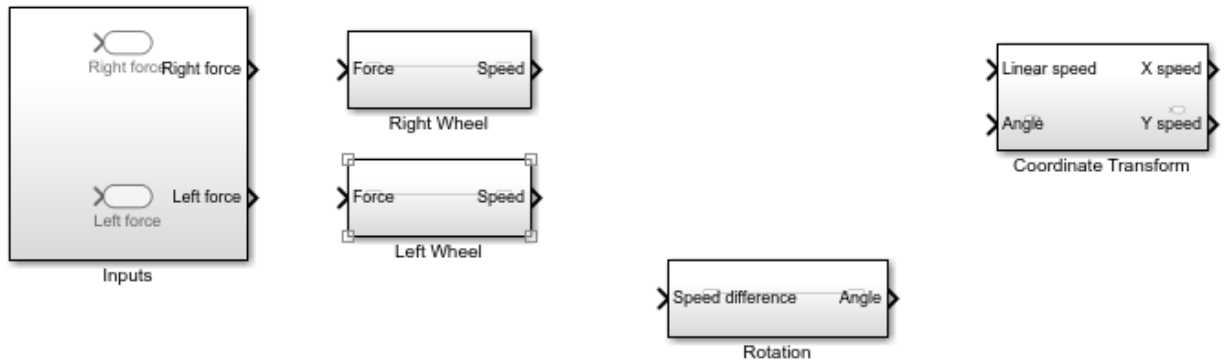 Right force
Right force
Left force
Left force
Inputs
Force
Speed
Right Wheel
Force
Speed
Left Wheel
Speed difference
Angle
Rotation
Linear speed
X speed
Angle
Y speed
Coordinate Transform